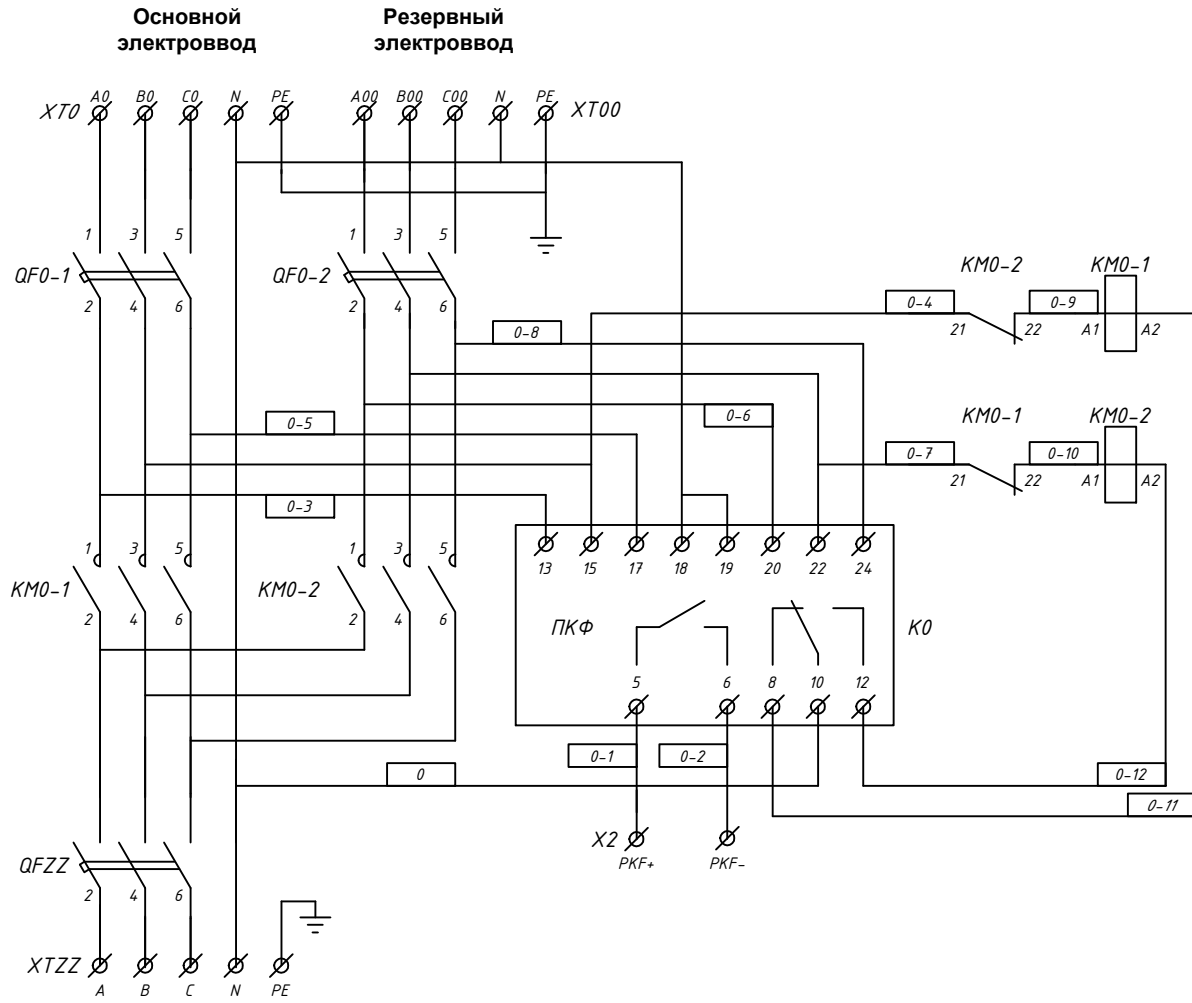 Основной
электроввод
Резервный
электроввод
XT0 A0 B0 C0 N PE A00 B00 C00 N PE XT00
1 3 5 1 3 5
QF0-1 QF0-2
2 4 6 2 4 6
KM0-2 KM0-1
0-4 0-9
21 22 A1 A2
0-8
0-6
0-5
KM0-1 KM0-2
0-7 0-10
21 22 A1 A2
0-3
1 3 5 1 3 5
KM0-1 KM0-2
2 4 6 2 4 6
13 15 17 18 19 20 22 24
ПКФ K0
5 6 8 10 12
0-1 0-2
0 0-12
0-11
X2
PKF+ PKF-
QFZZ
2 4 6
XTZZ
A B C N PE